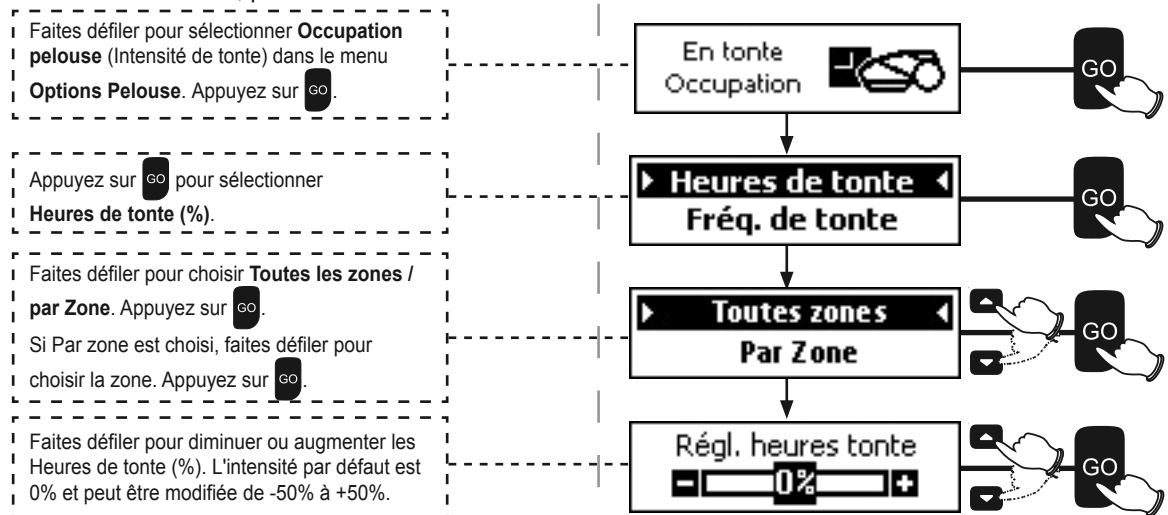 Faites défiler pour sélectionner Occupation
pelouse (Intensité de tonte) dans le menu
Options Pelouse. Appuyez sur GO.
En tonte
Occupation
GO
Appuyez sur GO pour sélectionner
Heures de tonte (%).
Heures de tonte
Fréq. de tonte
GO
Faites défiler pour choisir Toutes les zones /
par Zone. Appuyez sur GO.
Si Par zone est choisi, faites défiler pour
choisir la zone. Appuyez sur GO.
Toutes zones
Par Zone
GO
Faites défiler pour diminuer ou augmenter les
Heures de tonte (%). L'intensité par défaut est
0% et peut être modifiée de -50% à +50%.
Régl. heures tonte
0%
GO